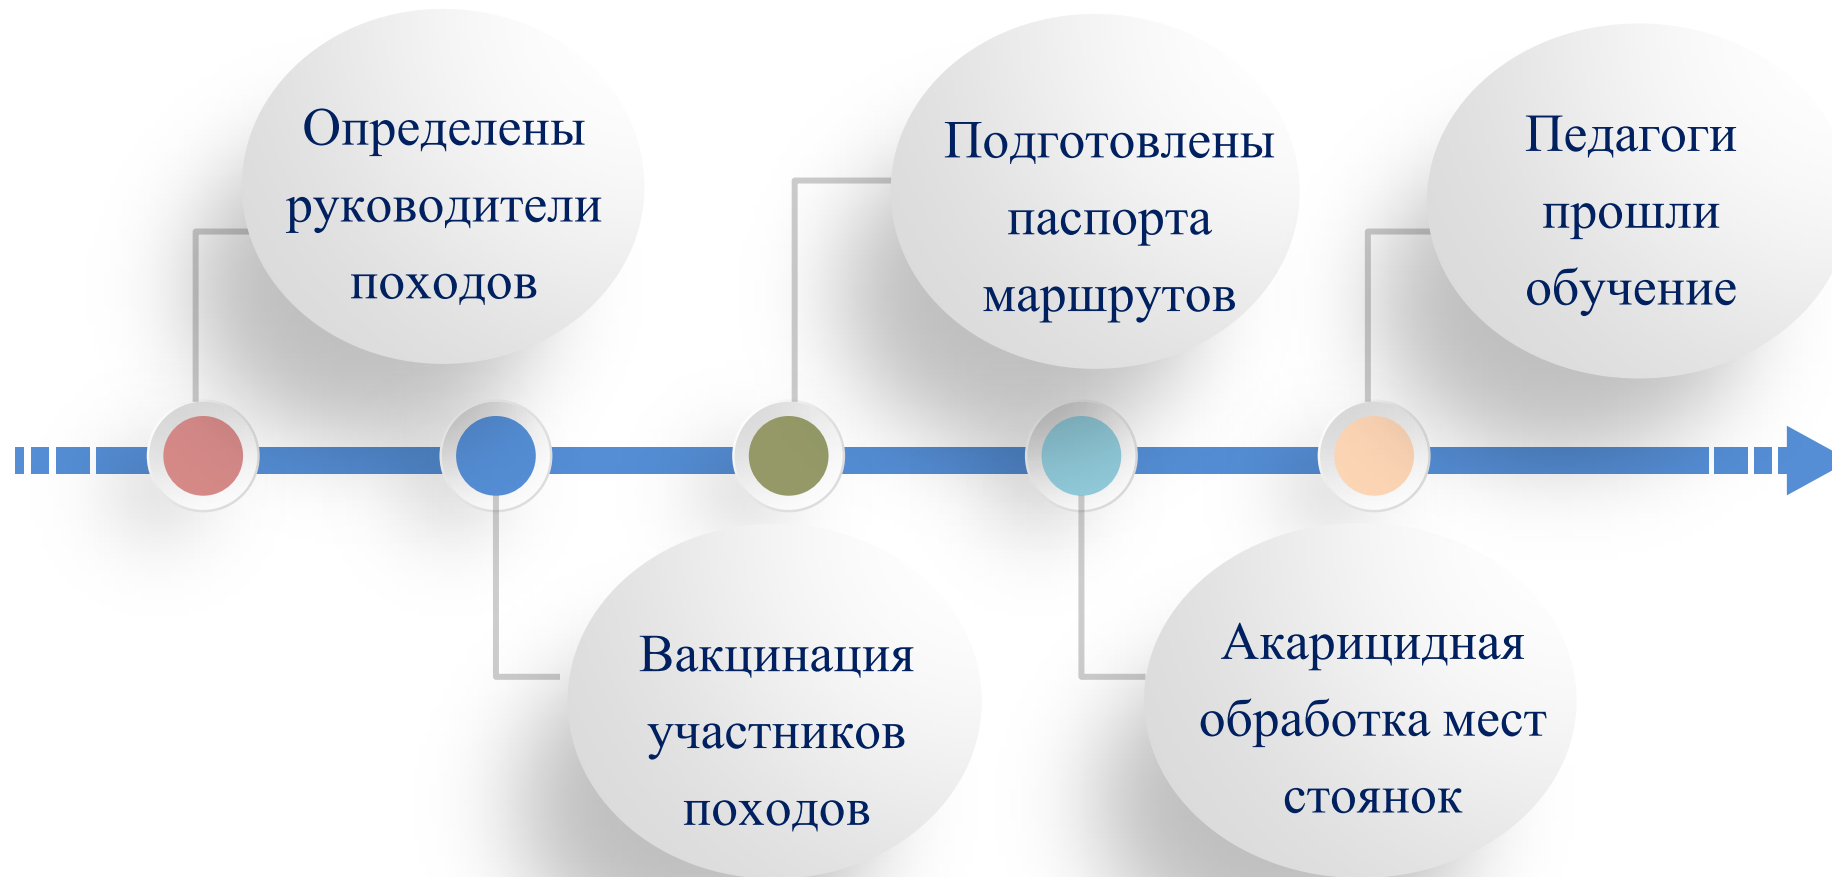 Определены
руководители
походов
Вакцинация
участников
походов
Подготовлены
паспорта
маршрутов
Акарицидная
обработка мест
стоянок
Педагоги
прошли
обучение